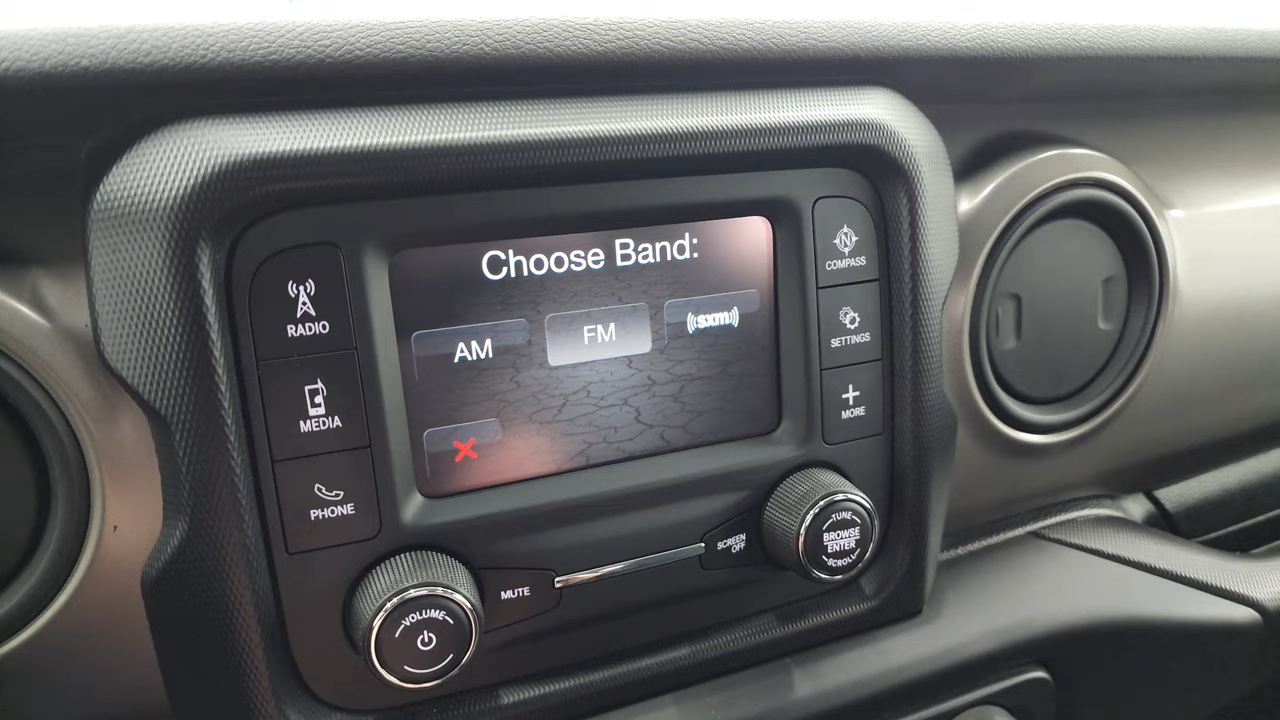 Choose Band:
AM
FM
((sxm))
RADIO
MEDIA
PHONE
N
COMPASS
SETTINGS
MORE
VOLUME
MUTE
SCREEN
OFF
TUNE
BROWSE
ENTER
SCROLL